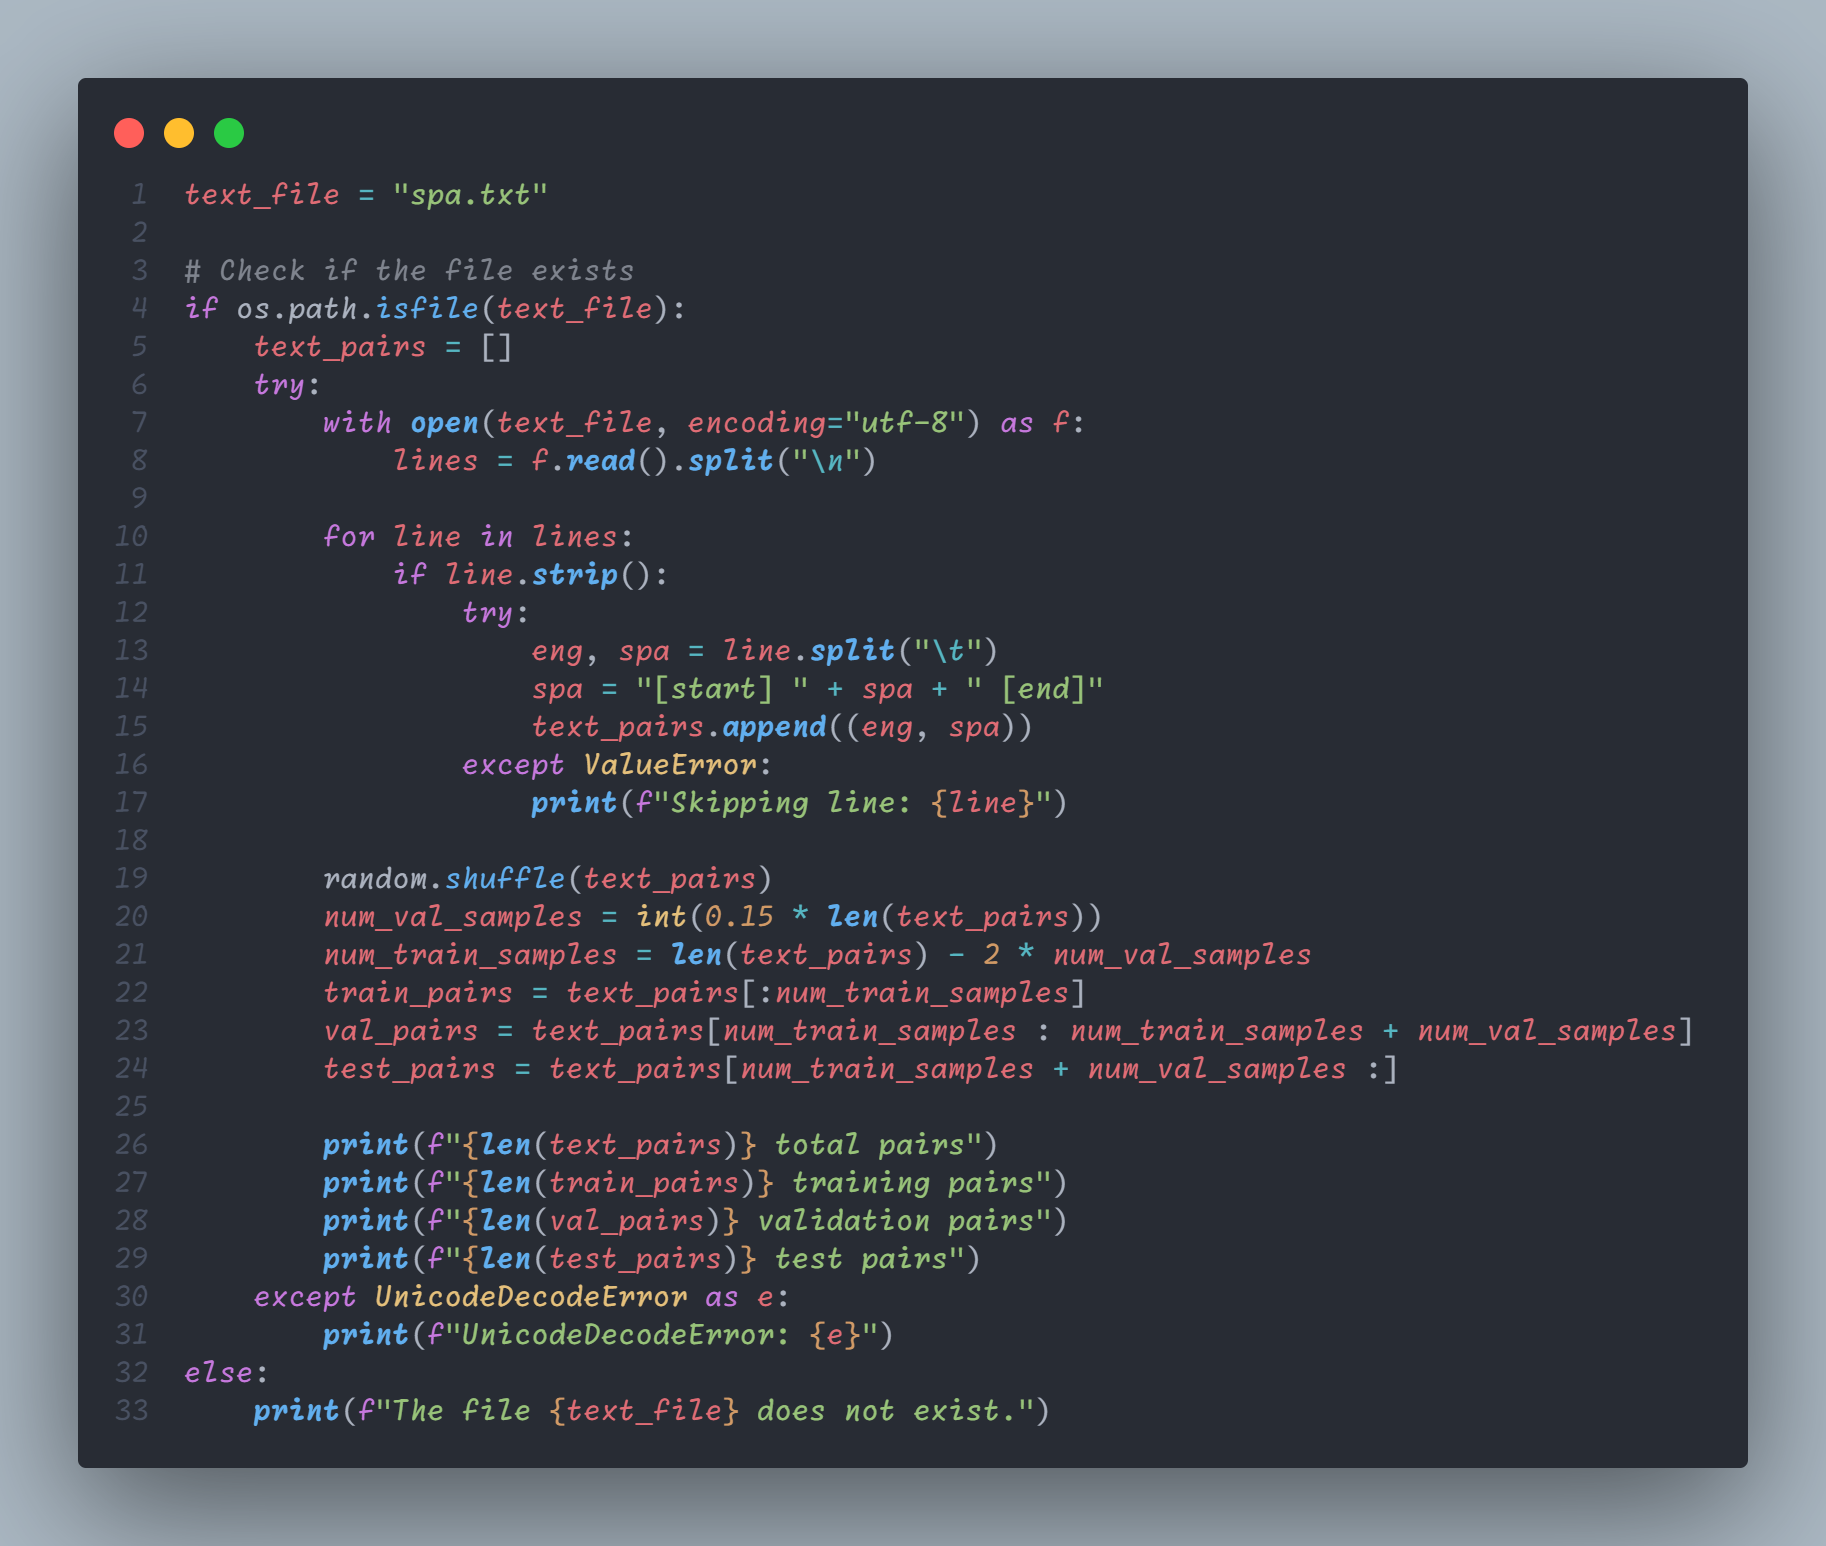 1 text_file = "spa.txt"
2
3 # Check if the file exists
4 if os.path.isfile(text_file):
5     text_pairs = []
6     try:
7         with open(text_file, encoding="utf-8") as f:
8             lines = f.read().split("\n")
9
10         for line in lines:
11             if line.strip():
12                 try:
13                     eng, spa = line.split("\t")
14                     spa = "[start] " + spa + " [end]"
15                     text_pairs.append((eng, spa))
16                 except ValueError:
17                     print(f"Skipping line: {line}")
18
19         random.shuffle(text_pairs)
20         num_val_samples = int(0.15 * len(text_pairs))
21         num_train_samples = len(text_pairs) - 2 * num_val_samples
22         train_pairs = text_pairs[:num_train_samples]
23         val_pairs = text_pairs[num_train_samples : num_train_samples + num_val_samples]
24         test_pairs = text_pairs[num_train_samples + num_val_samples :]
25
26         print(f"{len(text_pairs)} total pairs")
27         print(f"{len(train_pairs)} training pairs")
28         print(f"{len(val_pairs)} validation pairs")
29         print(f"{len(test_pairs)} test pairs")
30     except UnicodeDecodeError as e:
31         print(f"UnicodeDecodeError: {e}")
32 else:
33     print(f"The file {text_file} does not exist.")